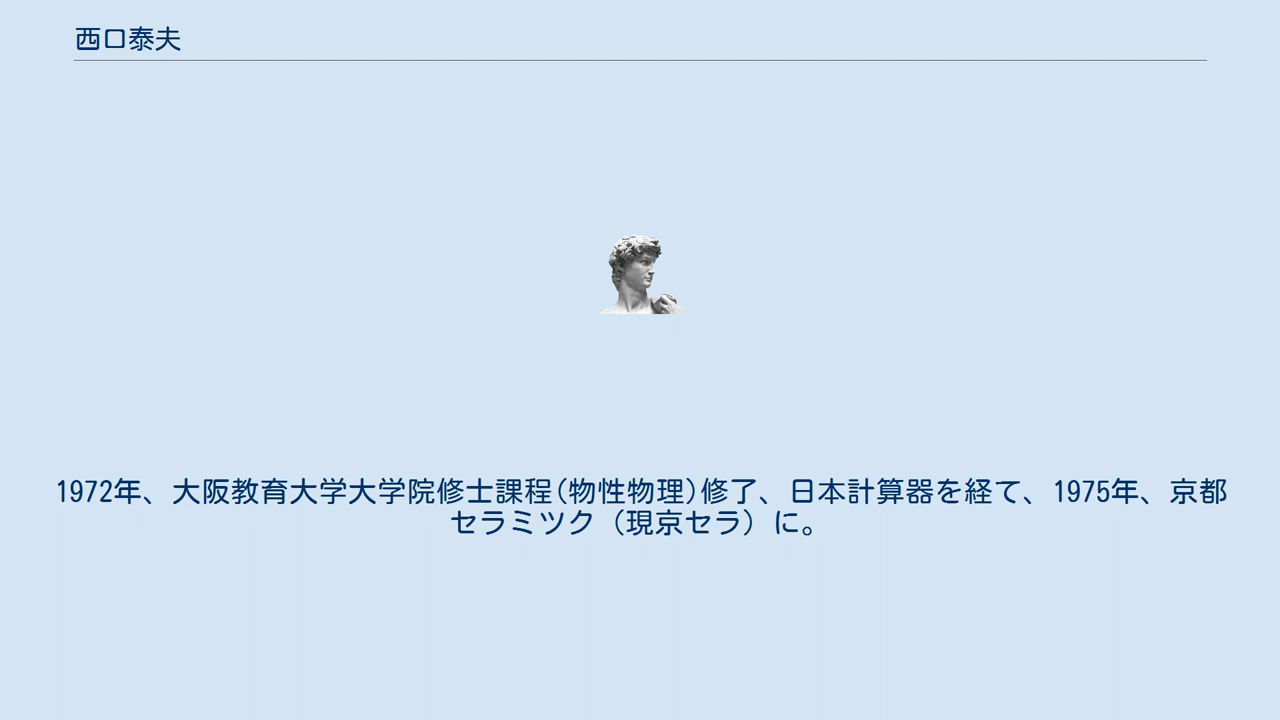 西口泰夫
1972年、大阪教育大学大学院修士課程(物性物理)修了、日本計算器を経て、1975年、京都
セラミツク（現京セラ）に。